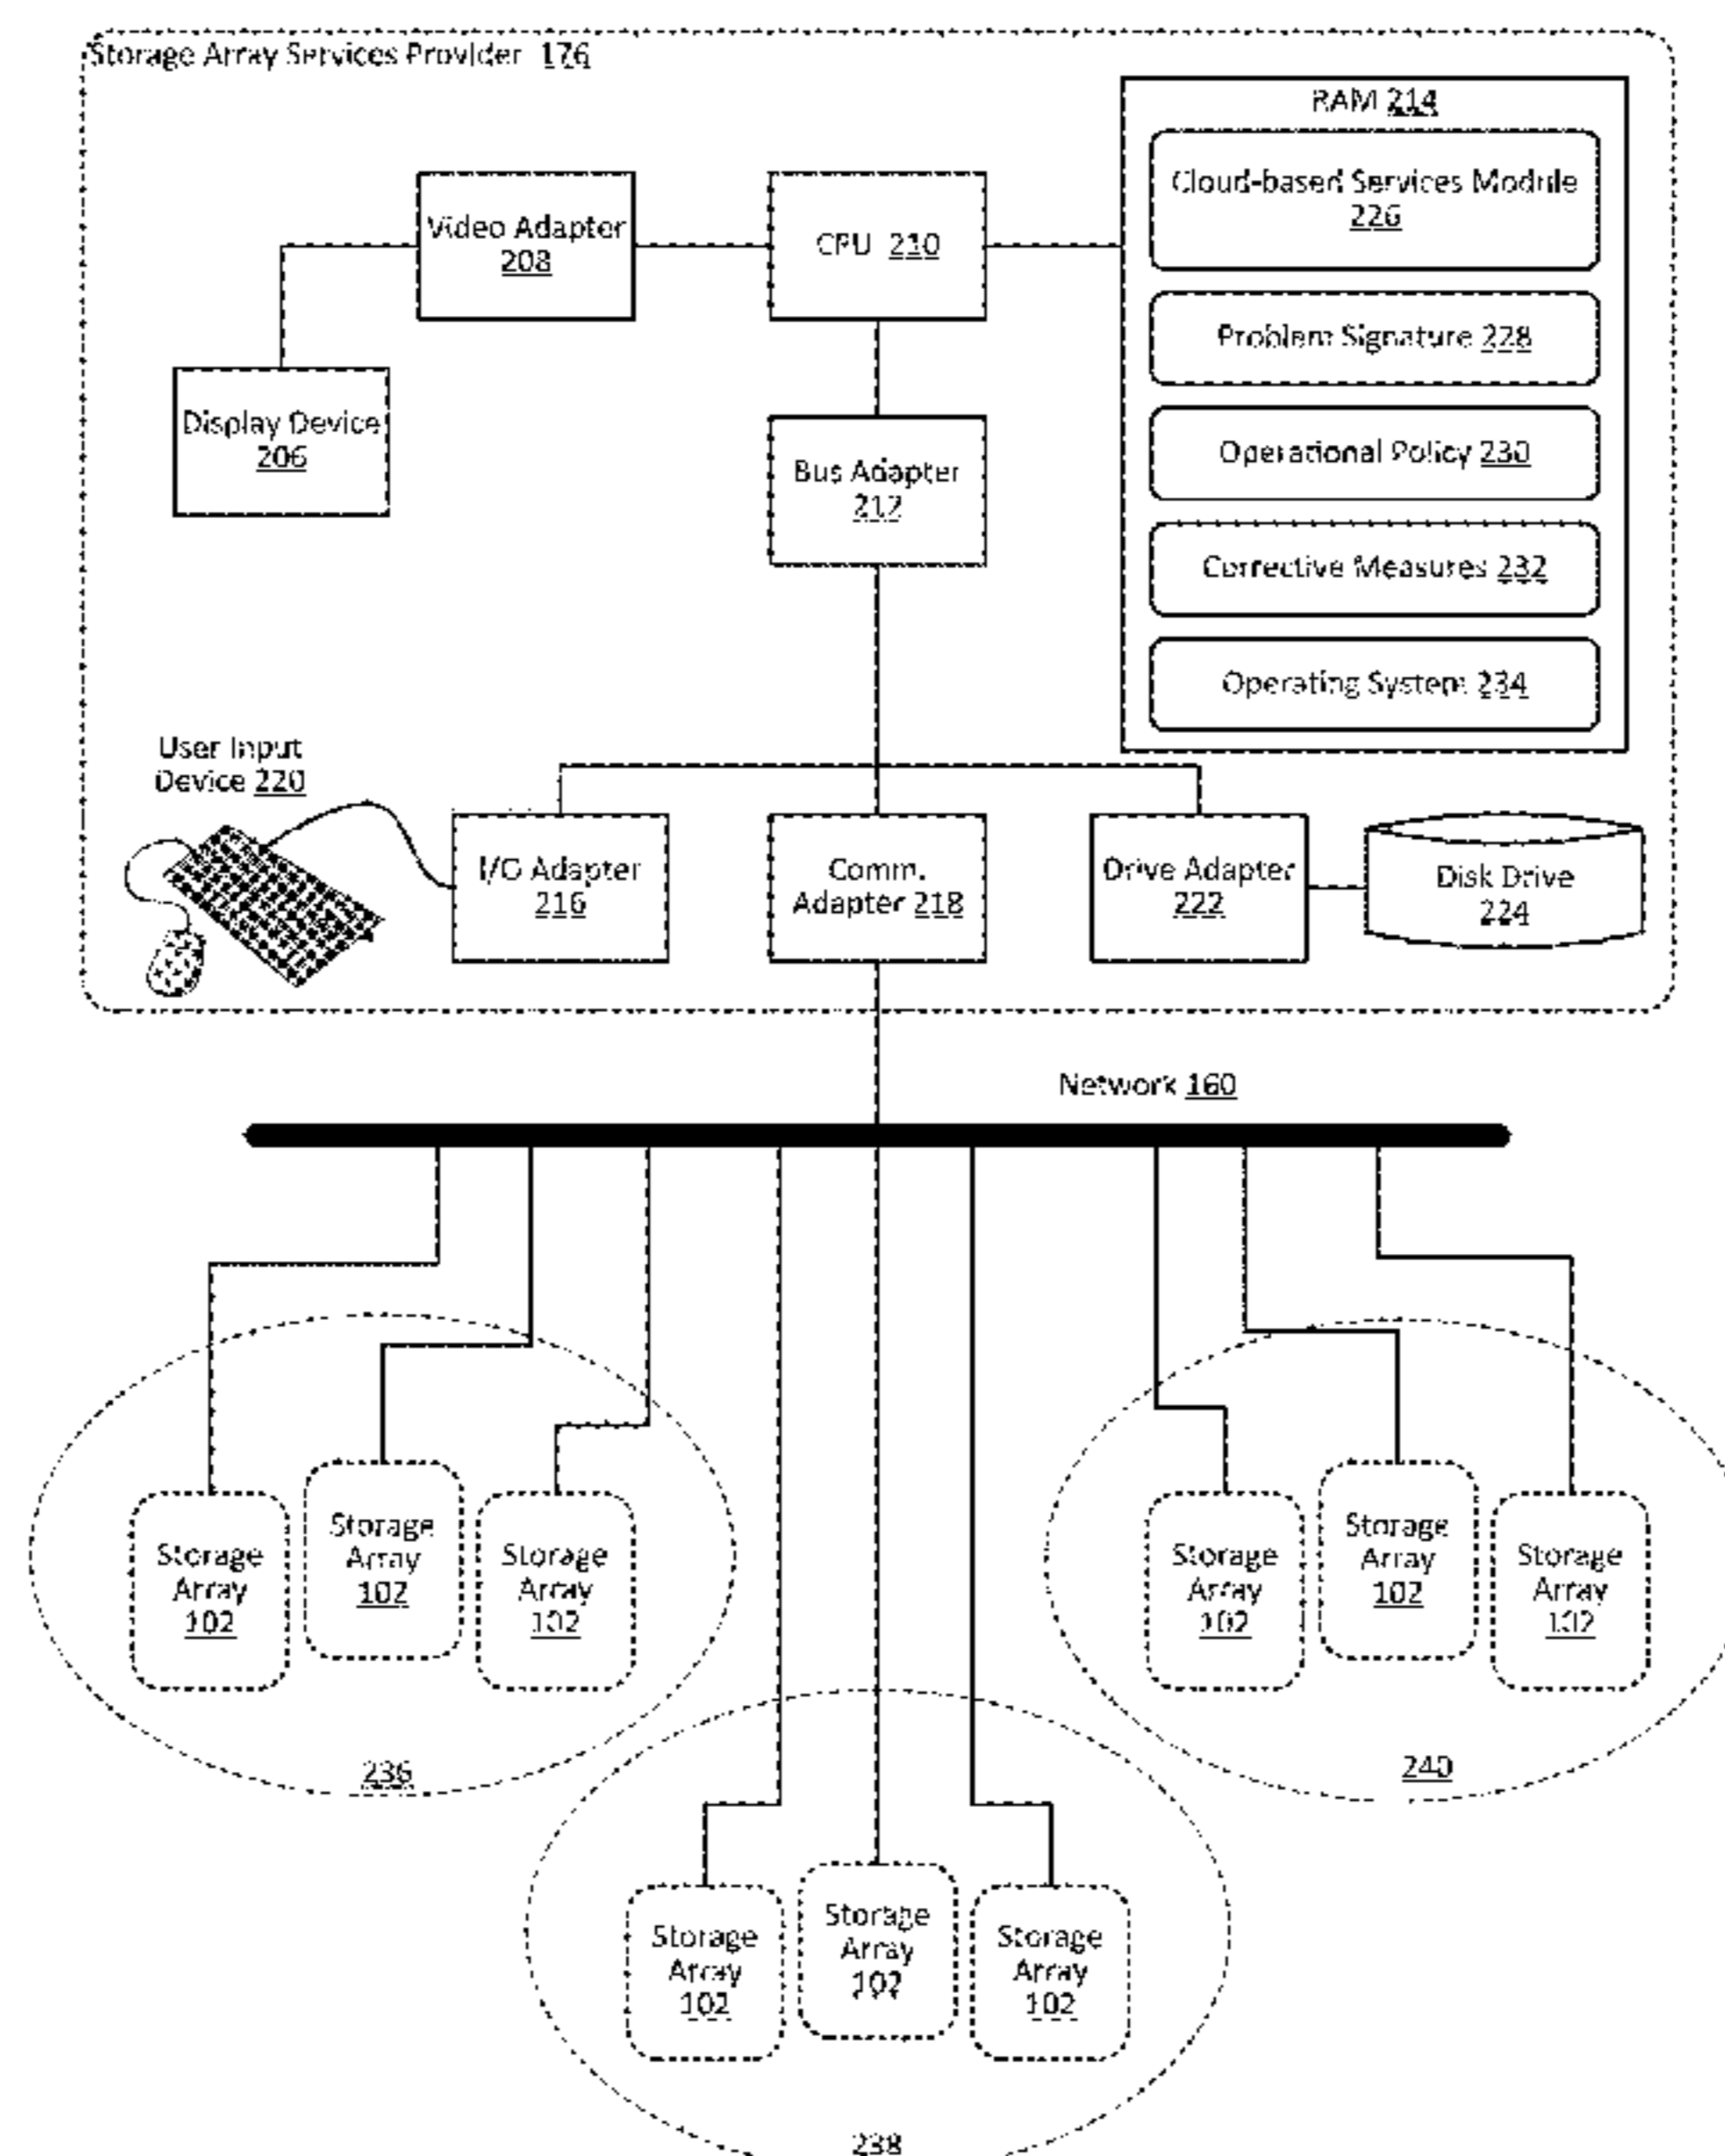 Storage Array Services Provider 176
RAM 214
Cloud-based Services Module
226
Video Adapter
208
CPU 210
Problem Signature 228
Display Device
206
Bus Adapter
212
Operational Policy 230
Corrective Measures 232
Operating System 234
User Input
Device 220
I/O Adapter
216
Comm.
Adapter 218
Drive Adapter
222
Disk Drive
224
Network 160
Storage
Array
102
Storage
Array
102
Storage
Array
102
236
Storage
Array
102
Storage
Array
102
Storage
Array
102
240
Storage
Array
102
Storage
Array
102
Storage
Array
102
238